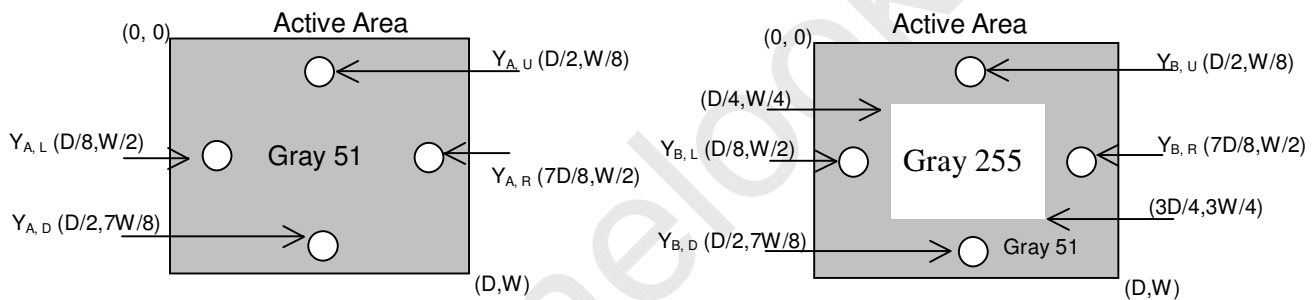 Active Area
(0, 0)
Y_A, U (D/2,W/8)
Y_A, L (D/8,W/2)
Gray 51
Y_A, R (7D/8,W/2)
Y_A, D (D/2,7W/8)
(D,W)
Active Area
(0, 0)
Y_B, U (D/2,W/8)
(D/4,W/4)
Y_B, L (D/8,W/2)
Gray 255
Y_B, R (7D/8,W/2)
(3D/4,3W/4)
Y_B, D (D/2,7W/8)
Gray 51
(D,W)